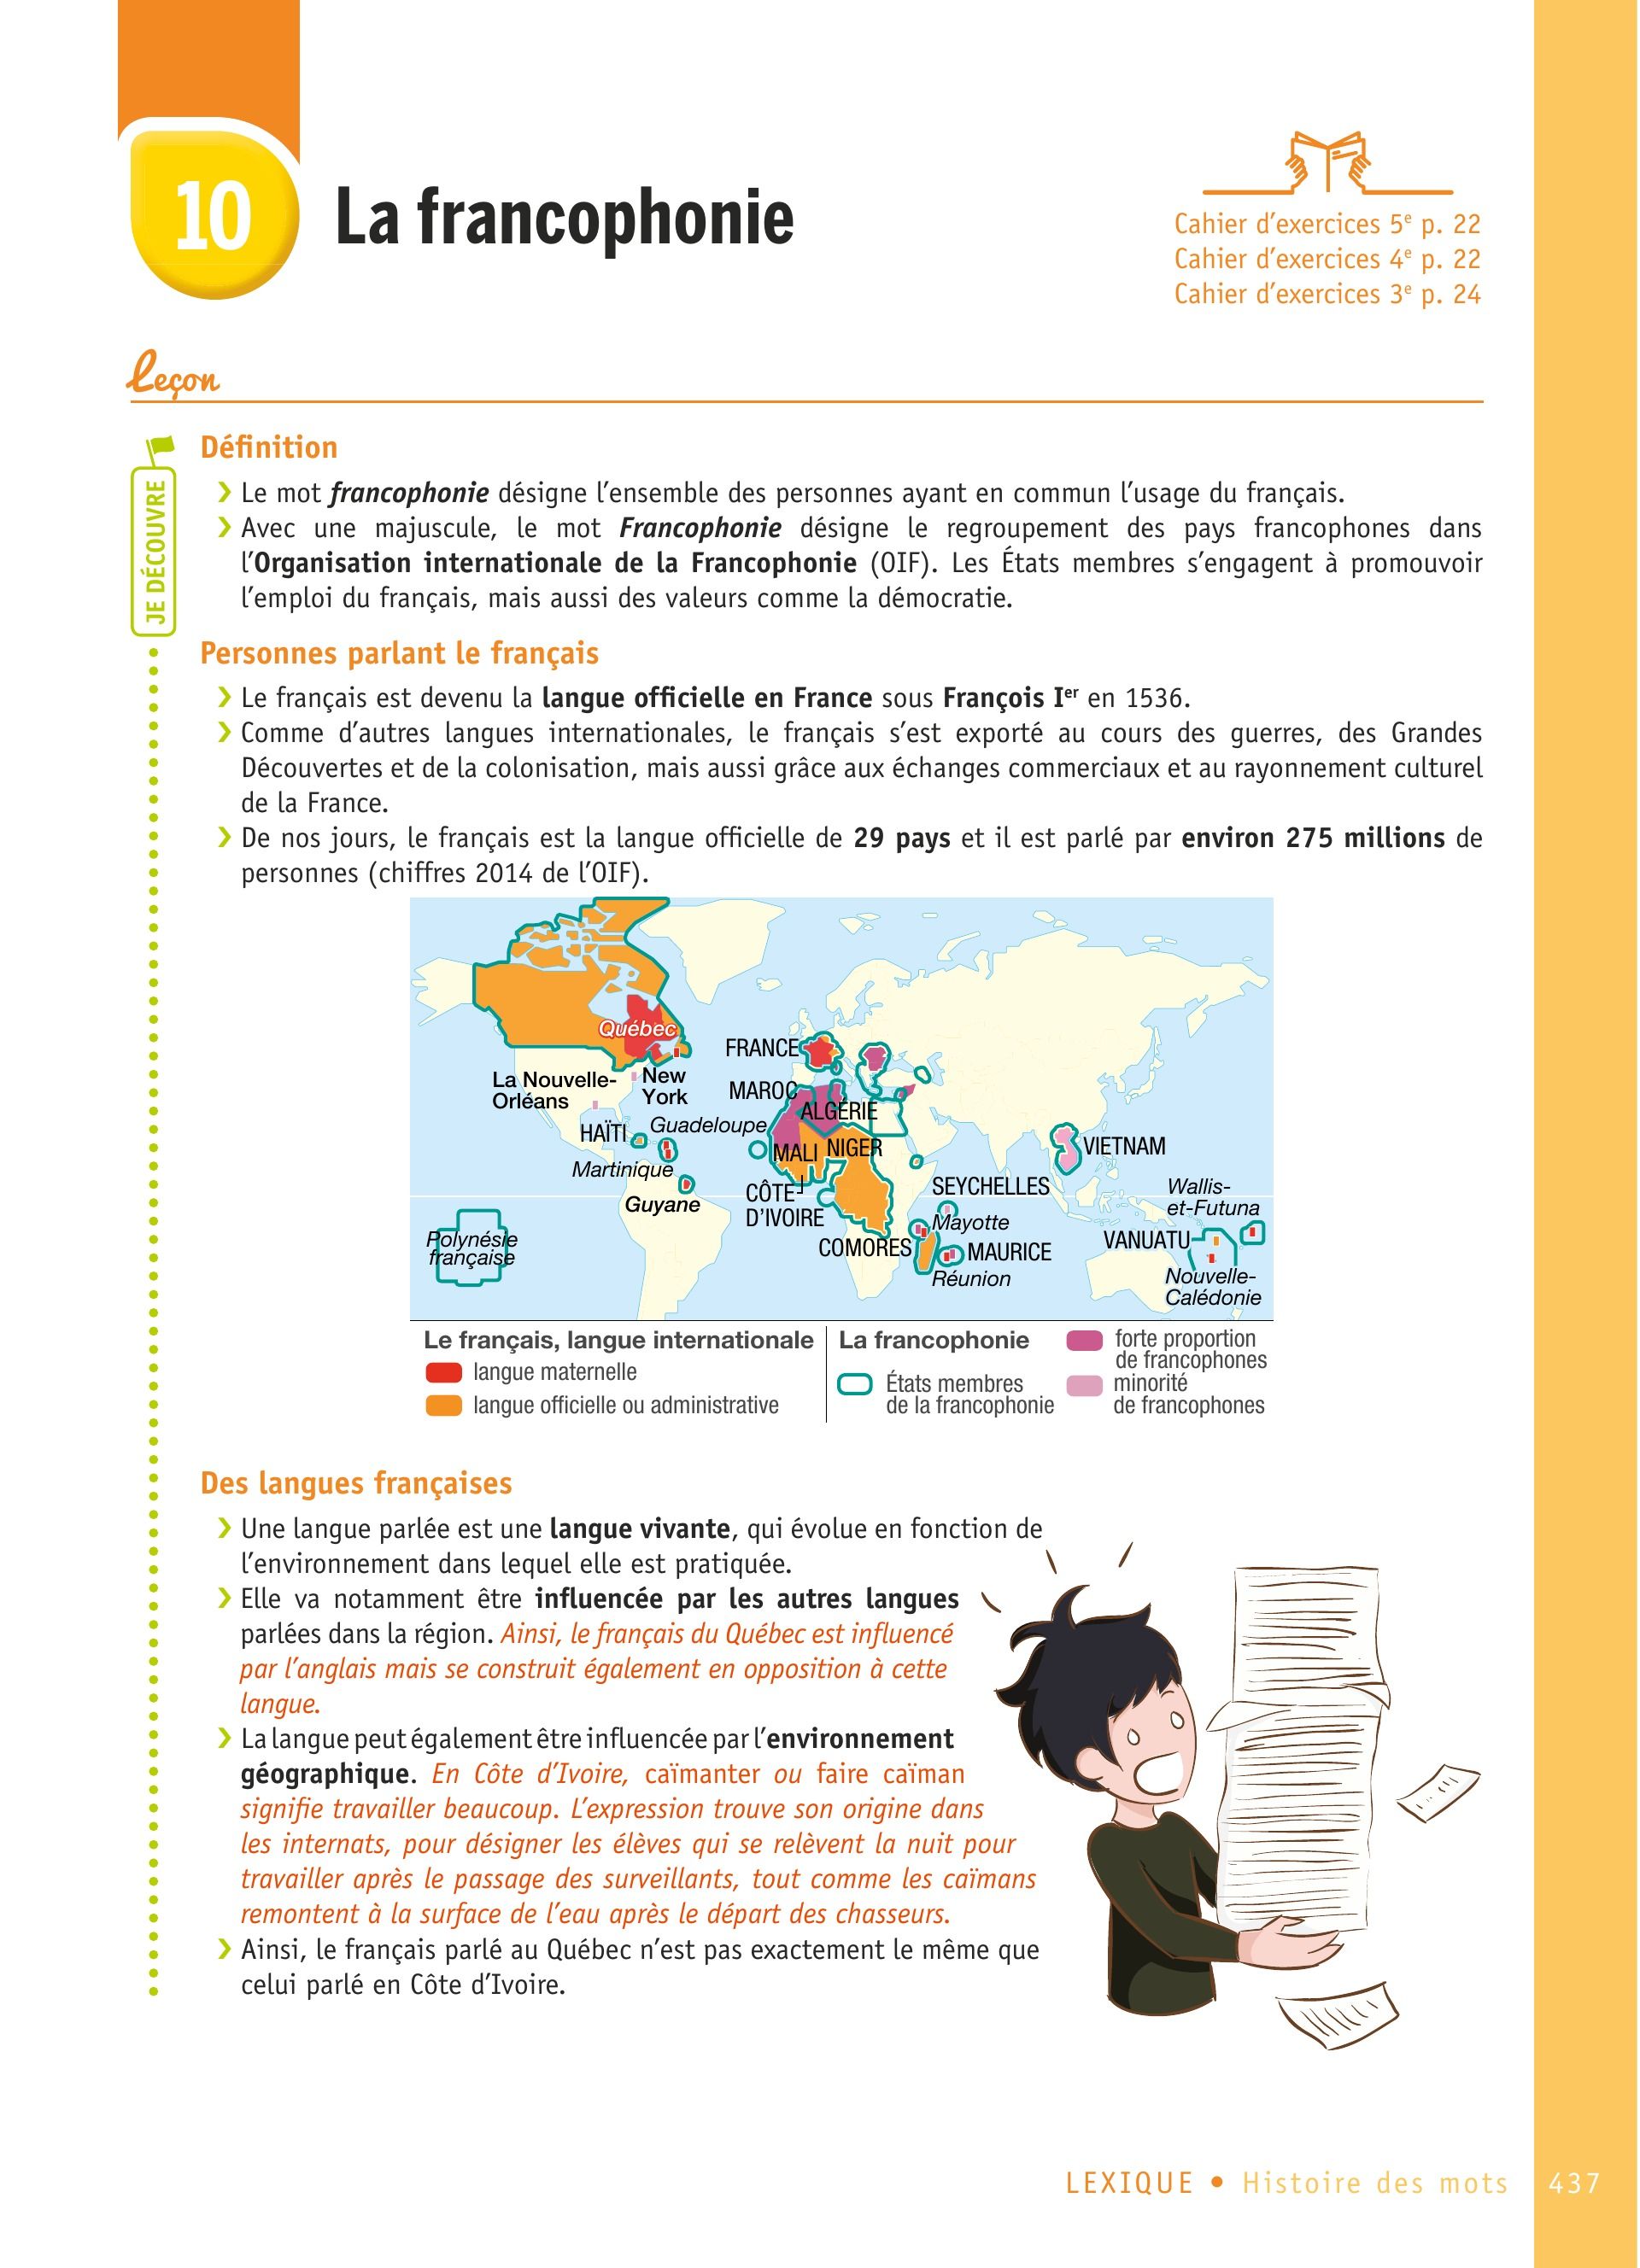 10
La francophonie
Cahier d’exercices 5e p. 22
Cahier d’exercices 4e p. 22
Cahier d’exercices 3e p. 24
Leçon
JE DÉCOUVRE
Définition
❯ Le mot francophonie désigne l’ensemble des personnes ayant en commun l’usage du français.
❯ Avec une majuscule, le mot Francophonie désigne le regroupement des pays francophones dans
l’Organisation internationale de la Francophonie (OIF). Les États membres s’engagent à promouvoir
l’emploi du français, mais aussi des valeurs comme la démocratie.
Personnes parlant le français
❯ Le français est devenu la langue officielle en France sous François Ier en 1536.
❯ Comme d’autres langues internationales, le français s’est exporté au cours des guerres, des Grandes
Découvertes et de la colonisation, mais aussi grâce aux échanges commerciaux et au rayonnement culturel
de la France.
❯ De nos jours, le français est la langue officielle de 29 pays et il est parlé par environ 275 millions de
personnes (chiffres 2014 de l’OIF).
Québec
FRANCE
La Nouvelle-
Orléans
New
York
MAROC
ALGÉRIE
HAÏTI
Guadeloupe
MALI
NIGER
VIETNAM
Martinique
Guyane
CÔTE
D’IVOIRE
SEYCHELLES
Wallis-
et-Futuna
Mayotte
Polynésie
française
COMORES
MAURICE
VANUATU
Réunion
Nouvelle-
Calédonie
Le français, langue internationale
langue maternelle
langue officielle ou administrative
La francophonie
États membres
de la francophonie
forte proportion
de francophones
minorité
de francophones
Des langues françaises
❯ Une langue parlée est une langue vivante, qui évolue en fonction de
l’environnement dans lequel elle est pratiquée.
❯ Elle va notamment être influencée par les autres langues
parlées dans la région. Ainsi, le français du Québec est influencé
par l’anglais mais se construit également en opposition à cette
langue.
❯ La langue peut également être influencée par l’environnement
géographique. En Côte d’Ivoire, caïmanter ou faire caïman
signifie travailler beaucoup. L’expression trouve son origine dans
les internats, pour désigner les élèves qui se relèvent la nuit pour
travailler après le passage des surveillants, tout comme les caïmans
remontent à la surface de l’eau après le départ des chasseurs.
❯ Ainsi, le français parlé au Québec n’est pas exactement le même que
celui parlé en Côte d’Ivoire.
LEXIQUE • Histoire des mots 437